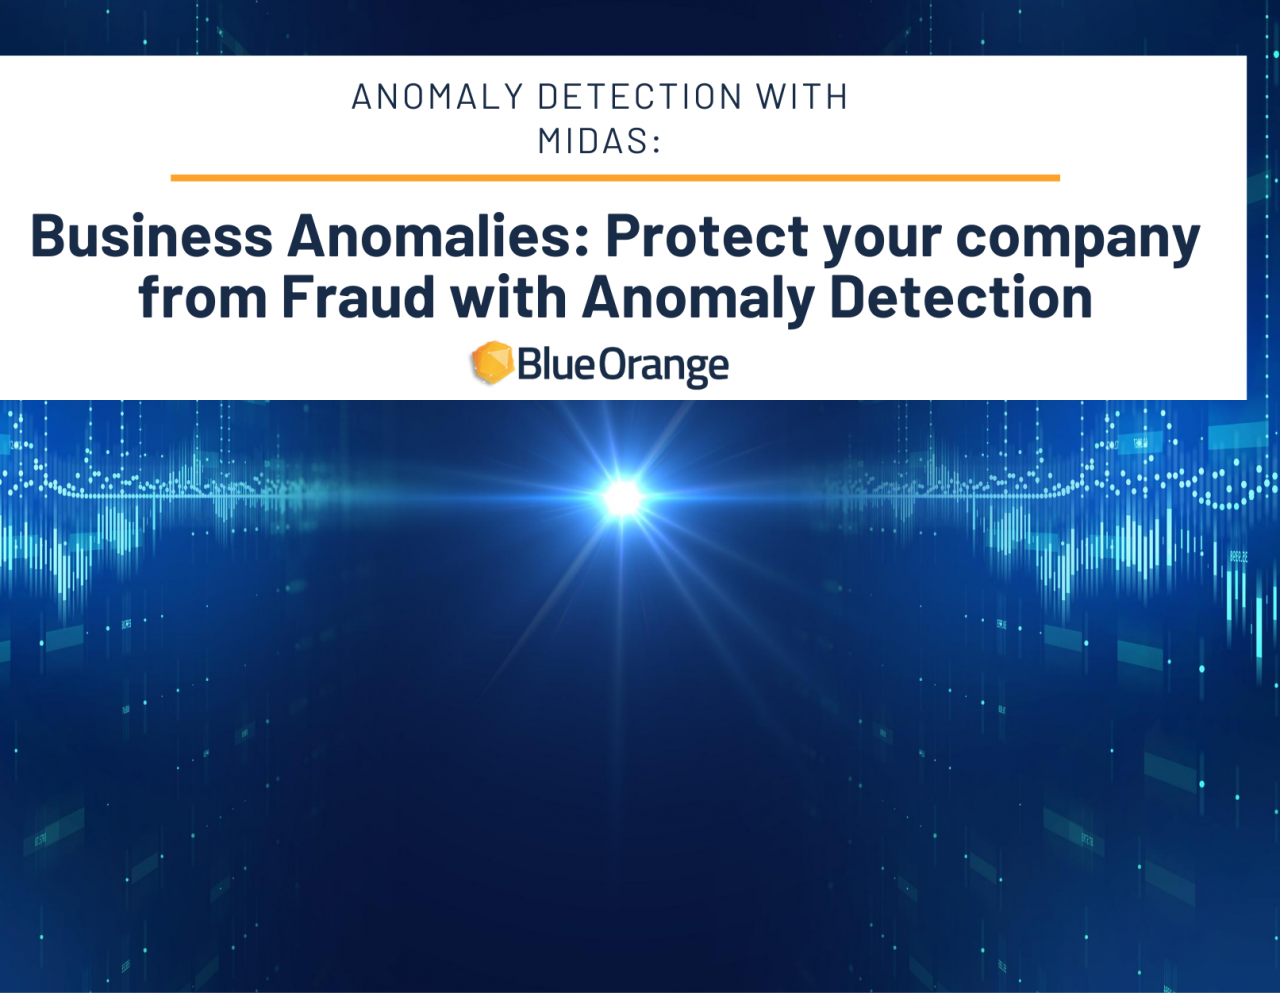 ANOMALY DETECTION WITH
MIDAS:
Business Anomalies: Protect your company
from Fraud with Anomaly Detection
BlueOrange